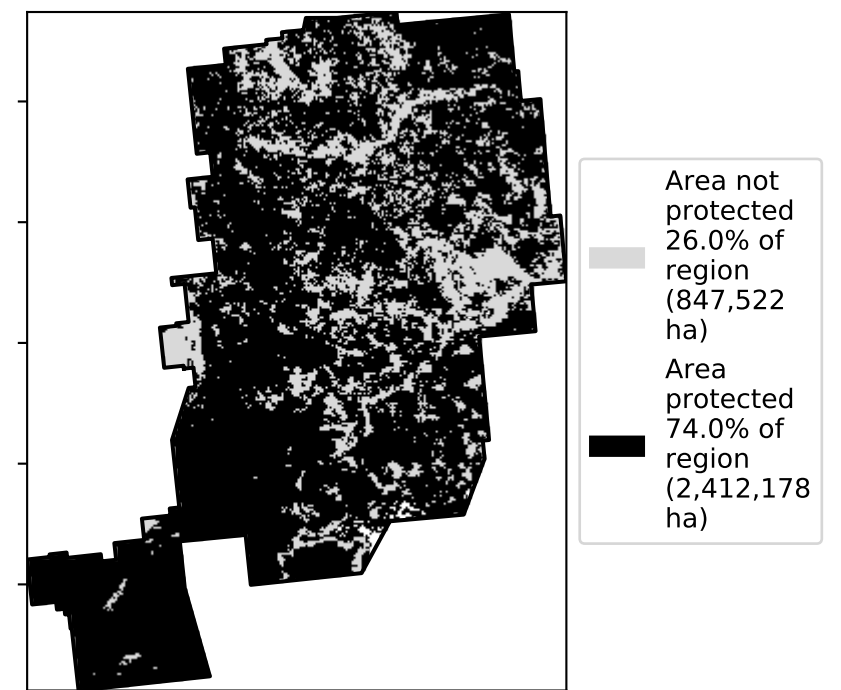 Area not
protected
26.0% of
region
(847,522
ha)
Area
protected
74.0% of
region
(2,412,178
ha)